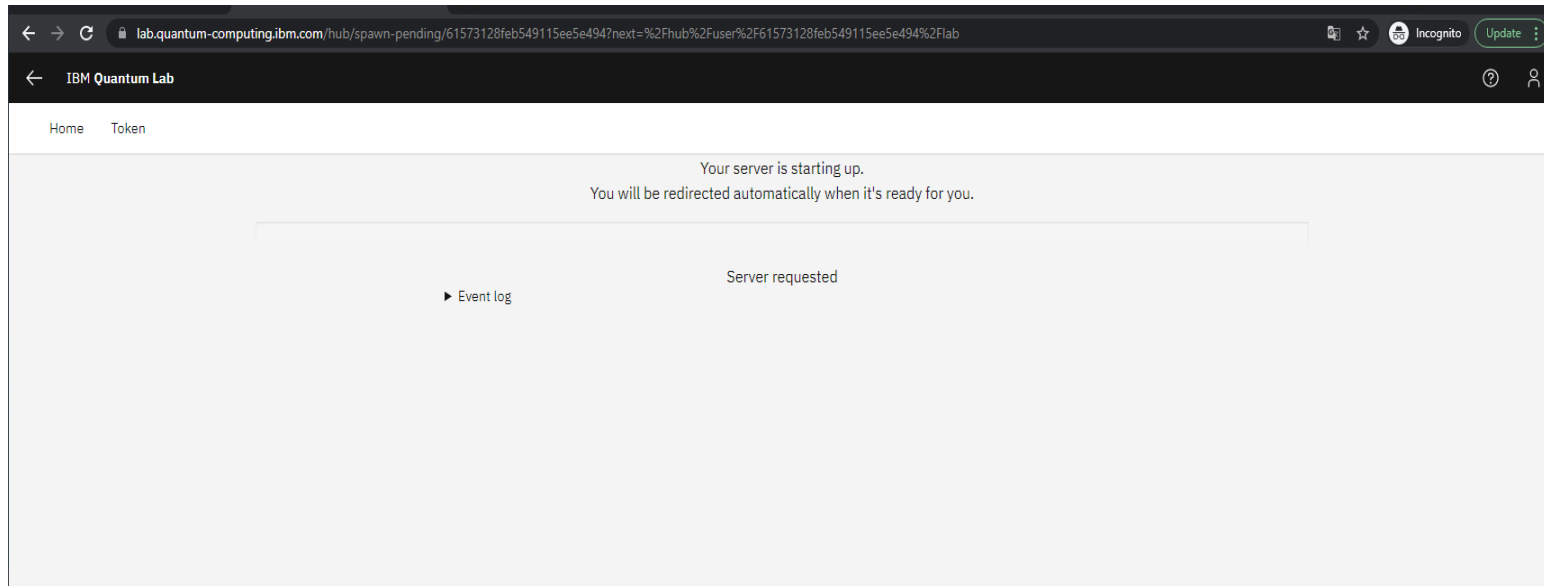 lab.quantum-computing.ibm.com/hub/spawn-pending/61573128feb549115ee5e494?next=%2Fhub%2Fuser%2F61573128feb549115ee5e494%2Flab Incognito Update
IBM Quantum Lab
Home Token
Your server is starting up.
You will be redirected automatically when it's ready for you.
Server requested
Event log